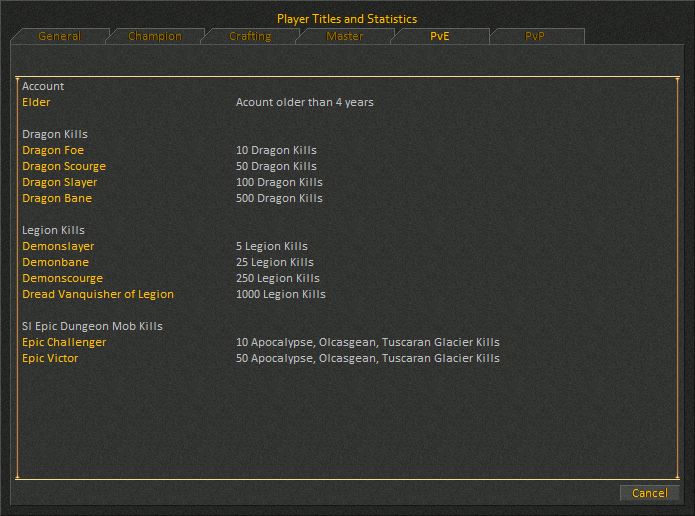 Player Titles and Statistics
General Champion Crafting Master PvE PvP
Account
Elder Acount older than 4 years
Dragon Kills
Dragon Foe 10 Dragon Kills
Dragon Scourge 50 Dragon Kills
Dragon Slayer 100 Dragon Kills
Dragon Bane 500 Dragon Kills
Legion Kills
Demonslayer 5 Legion Kills
Demonbane 25 Legion Kills
Demonscourge 250 Legion Kills
Dread Vanquisher of Legion 1000 Legion Kills
SI Epic Dungeon Mob Kills
Epic Challenger 10 Apocalypse, Olcasgean, Tuscaran Glacier Kills
Epic Victor 50 Apocalypse, Olcasgean, Tuscaran Glacier Kills
Cancel